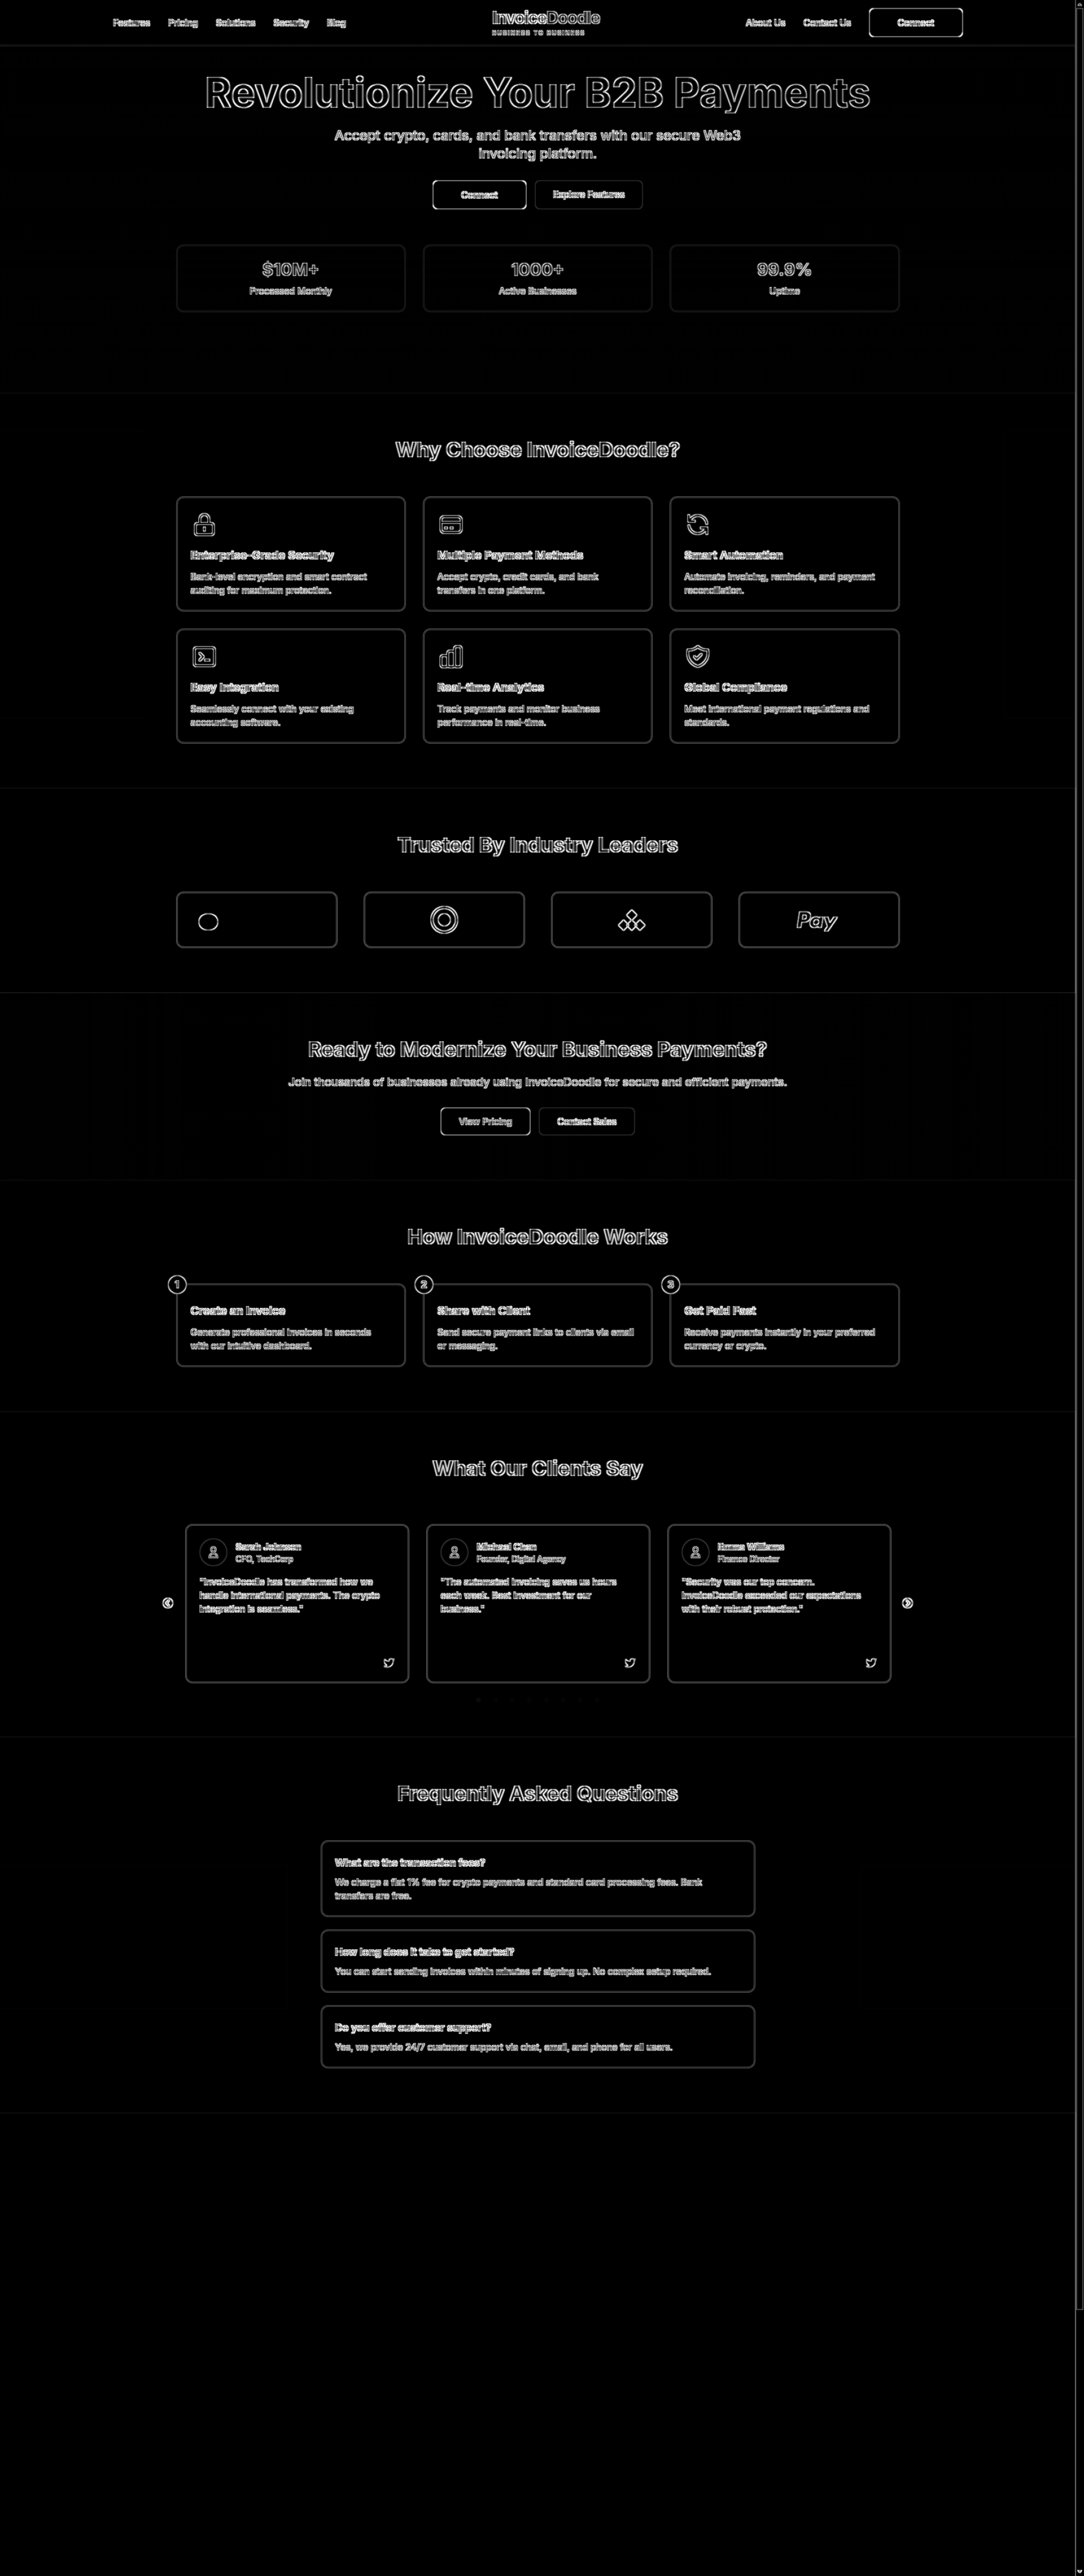 Features Pricing Solutions Security Blog
InvoiceDoodle
BUSINESS TO BUSINESS
About Us Contact Us Connect
Revolutionize Your B2B Payments
Accept crypto, cards, and bank transfers with our secure Web3
invoicing platform.
Connect Explore Features
$10M+ 1000+ 99.9%
Processed Monthly Active Businesses Uptime
Why Choose InvoiceDoodle?
Enterprise-Grade Security
Bank-level encryption and smart contract
auditing for maximum protection.
Multiple Payment Methods
Accept crypto, credit cards, and bank
transfers in one platform.
Smart Automation
Automate invoicing, reminders, and payment
reconciliation.
Easy Integration
Seamlessly connect with your existing
accounting software.
Real-time Analytics
Track payments and monitor business
performance in real-time.
Global Compliance
Meet international payment regulations and
standards.
Trusted By Industry Leaders
Pay
Ready to Modernize Your Business Payments?
Join thousands of businesses already using InvoiceDoodle for secure and efficient payments.
View Pricing Contact Sales
How InvoiceDoodle Works
1
Create an Invoice
Generate professional invoices in seconds
with our intuitive dashboard.
2
Share with Client
Send secure payment links to clients via email
or messaging.
3
Get Paid Fast
Receive payments instantly in your preferred
currency or crypto.
What Our Clients Say
Sarah Johnson
CFO, TechCorp
"InvoiceDoodle has transformed how we
handle international payments. The crypto
integration is seamless."
Michael Chen
Founder, Digital Agency
"The automated invoicing saves us hours
each week. Best investment for our
business."
Emma Williams
Finance Director
"Security was our top concern.
InvoiceDoodle exceeded our expectations
with their robust protection."
Frequently Asked Questions
What are the transaction fees?
We charge a flat 1% fee for crypto payments and standard card processing fees. Bank
transfers are free.
How long does it take to get started?
You can start sending invoices within minutes of signing up. No complex setup required.
Do you offer customer support?
Yes, we provide 24/7 customer support via chat, email, and phone for all users.